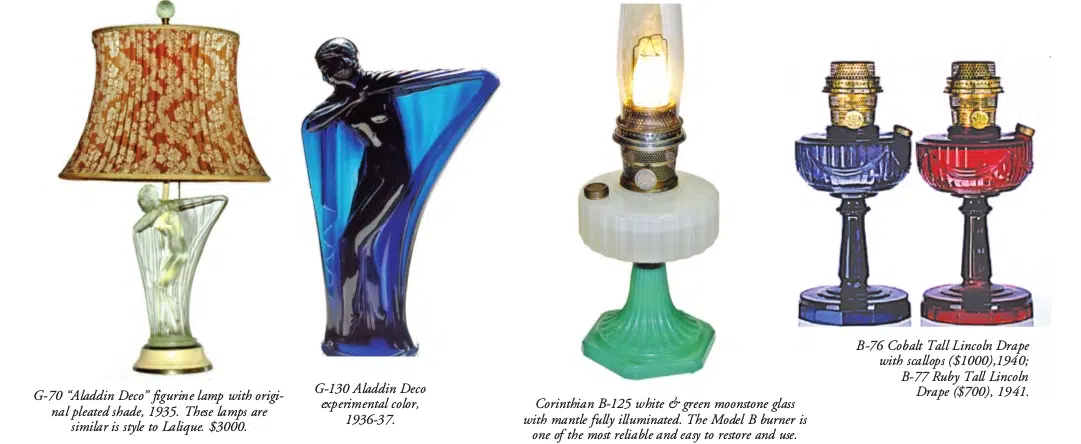 G-70 “Aladdin Deco” figurine lamp with origi-
nal pleated shade, 1935. These lamps are
similar is style to Lalique. $3000.
G-130 Aladdin Deco
experimental color,
1936-37.
Corinthian B-125 white & green moonstone glass
with mantle fully illuminated. The Model B burner is
one of the most reliable and easy to restore and use.
B-76 Cobalt Tall Lincoln Drape
with scallops ($1000),1940;
B-77 Ruby Tall Lincoln
Drape ($700), 1941.